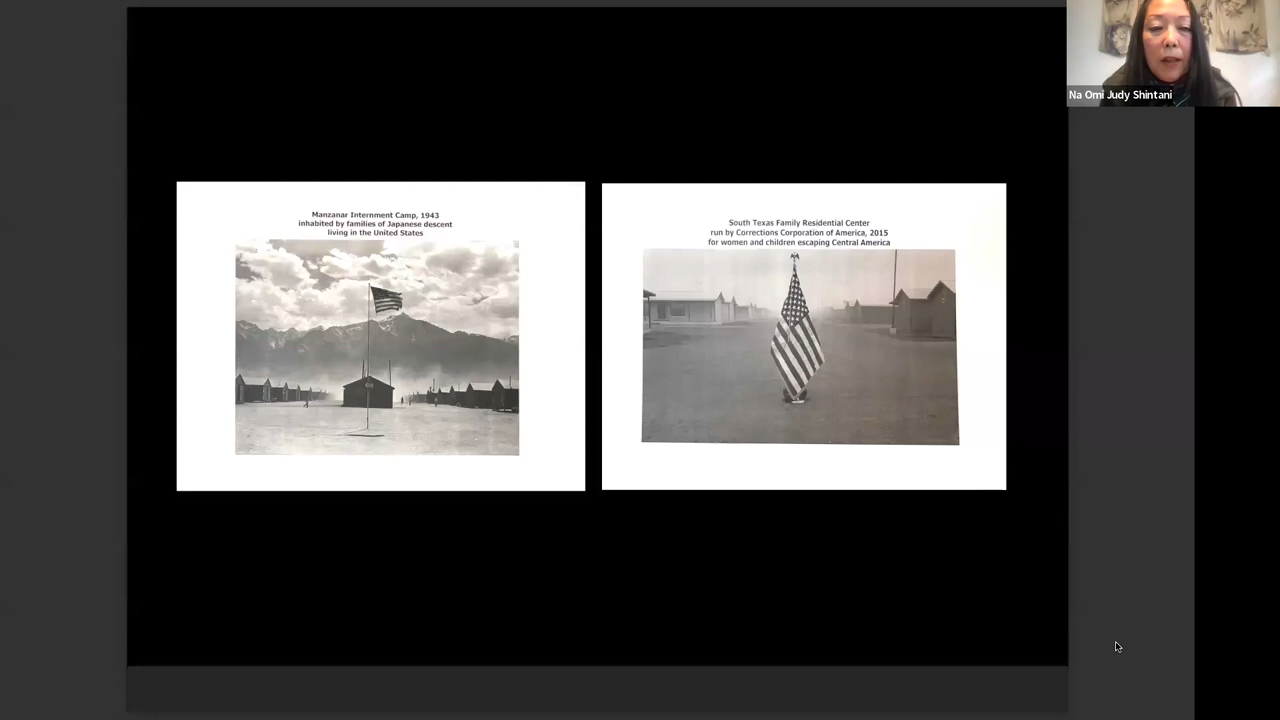 Na Omi Judy Shintani
Manzanar Internment Camp, 1943
inhabited by families of Japanese descent
living in the United States
South Texas Family Residential Center
run by Corrections Corporation of America, 2015
for women and children escaping Central America